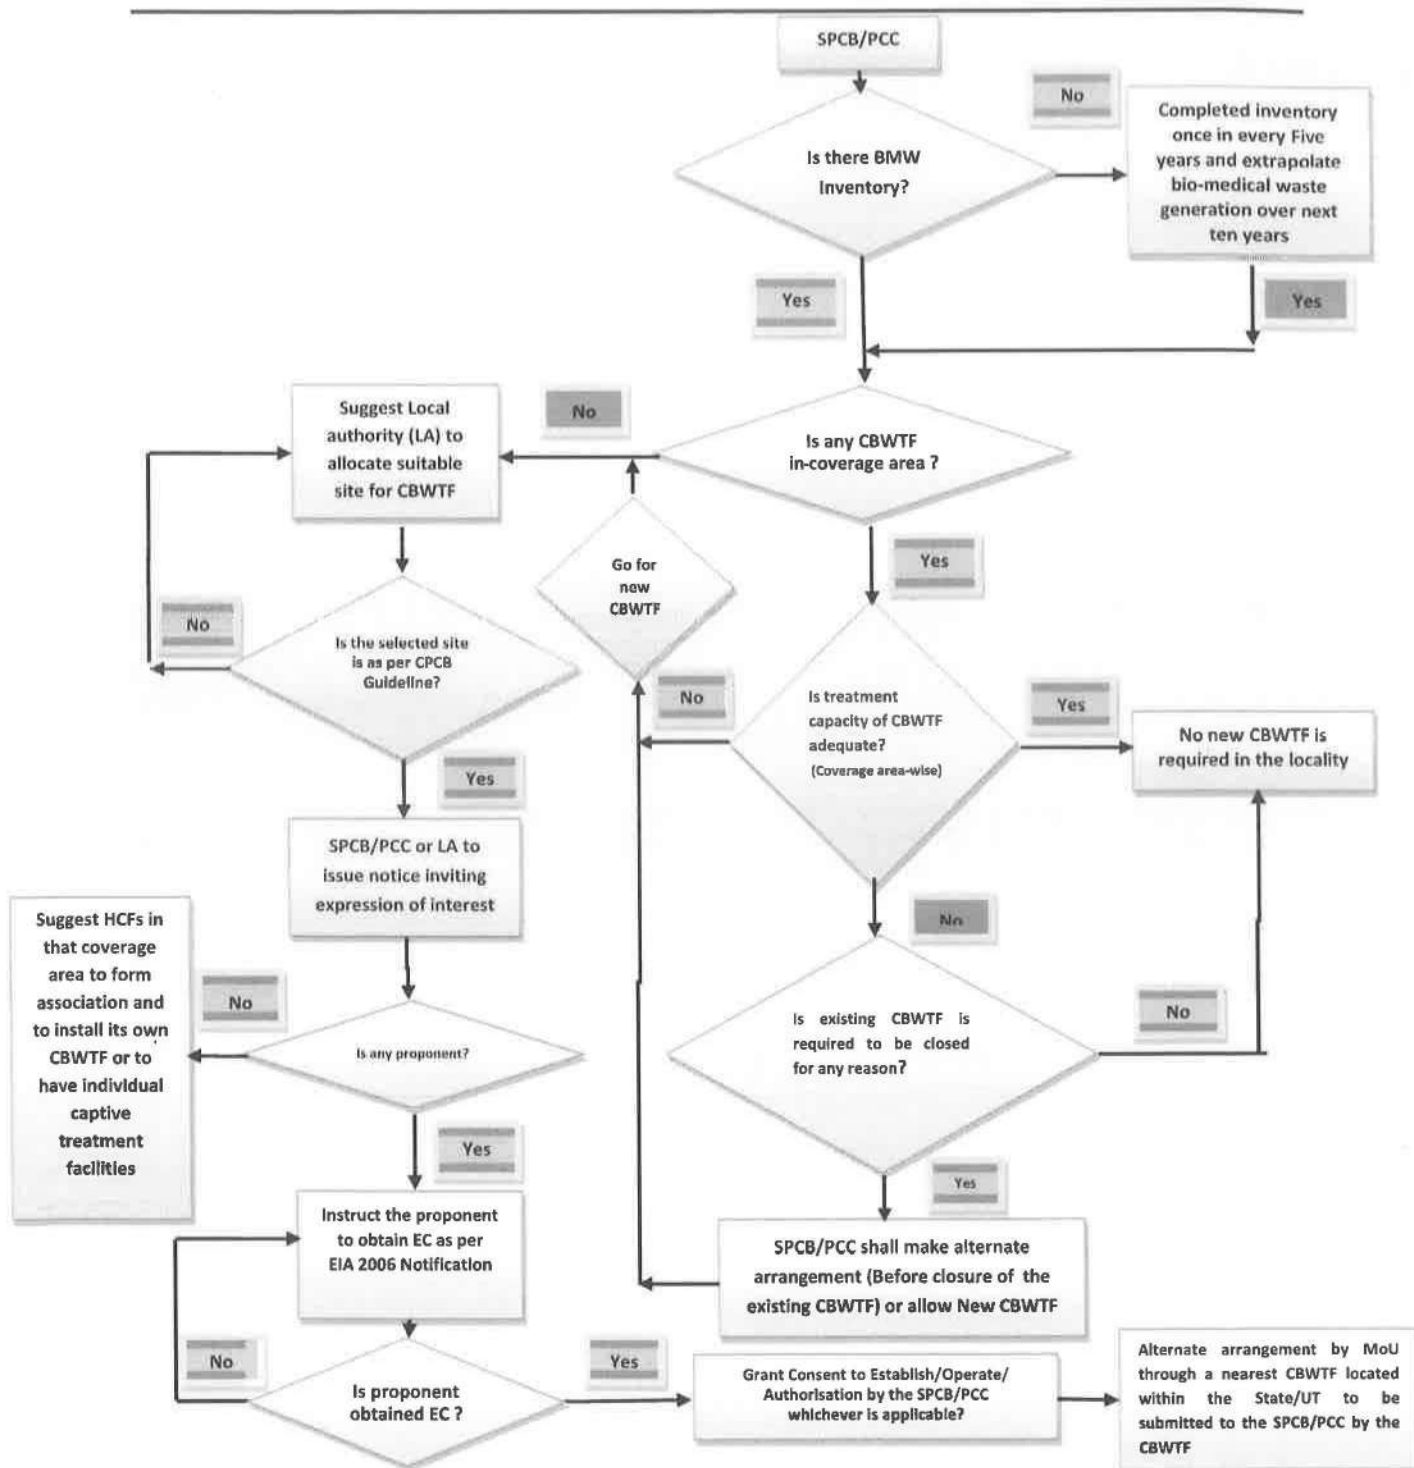 SPCB/PCC
No
Is there BMW
Inventory?
Completed inventory
once in every Five
years and extrapolate
bio-medical waste
generation over next
ten years
Yes
Yes
No
Suggest Local
authority (LA) to
allocate suitable
site for CBWTF
Is any CBWTF
in-coverage area ?
Yes
Go for
new
CBWTF
No
Is the selected site
is as per CPCB
Guideline?
No
Is treatment
capacity of CBWTF
adequate?
(Coverage area-wise)
Yes
No new CBWTF is
required in the locality
Yes
SPCB/PCC or LA to
issue notice inviting
expression of interest
No
Suggest HCFs in
that coverage
area to form
association and
to install its own
CBWTF or to
have individual
captive
treatment
facilities
No
Is any proponent?
Is existing CBWTF is
required to be closed
for any reason?
No
Yes
Yes
Instruct the proponent
to obtain EC as per
EIA 2006 Notification
SPCB/PCC shall make alternate
arrangement (Before closure of the
existing CBWTF) or allow New CBWTF
No
Is proponent
obtained EC ?
Yes
Grant Consent to Establish/Operate/
Authorisation by the SPCB/PCC
whichever is applicable?
Alternate arrangement by MoU
through a nearest CBWTF located
within the State/UT to be
submitted to the SPCB/PCC by the
CBWTF